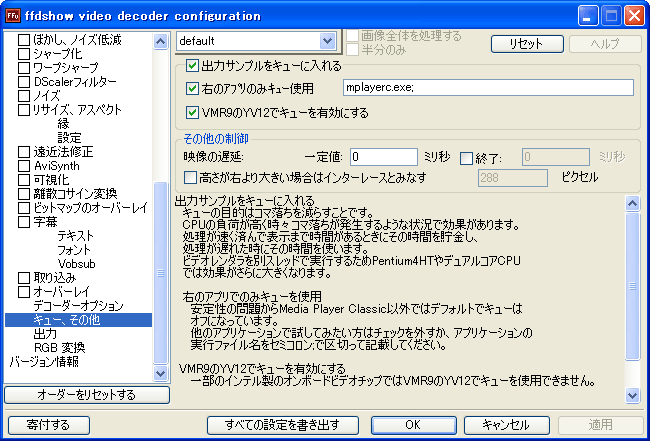 ffdshow video decoder configuration
ぼかし、ノイズ低減
シャープ化
ワープシャープ
DScalerフィルター
ノイズ
リサイズ、アスペクト
縁
設定
遠近法修正
AviSynth
可視化
離散コサイン変換
ビットマップのオーバーレイ
字幕
テキスト
フォント
Vobsub
取り込み
オーバーレイ
デコーダーオプション
キュー、その他
出力
RGB 変換
バージョン情報
オーダーをリセットする
default
画像全体を処理する
半分のみ
リセット
ヘルプ
出力サンプルをキューに入れる
右のアプリのみキュー使用
mplayerc.exe;
VMR9のYV12でキューを有効にする
その他の制御
映像の遅延:
一定値:
0
ミリ秒
終了:
0
ミリ秒
高さが右より大きい場合はインターレースとみなす
288
ピクセル
出力サンプルをキューに入れる
キューの目的はコマ落ちを減らすことです。
CPUの負荷が高く時々コマ落ちが発生するような状況で効果があります。
処理が速く済んで表示まで時間があるときにその時間を貯金し、
処理が遅れた時にその時間を使います。
ビデオレンダラを別スレッドで実行するためPentium4HTやデュアルコアCPU
では効果がさらに大きくなります。
右のアプリでのみキューを使用
安定性の問題からMedia Player Classic以外ではデフォルトでキューは
オフになっています。
他のアプリケーションで試してみたい方はチェックを外すか、アプリケーションの
実行ファイル名をセミコロン;で区切って記載してください。
VMR9のYV12でキューを有効にする
一部のインテル製のオンボードビデオチップではVMR9のYV12でキューを使用できません。
寄付する
すべての設定を書き出す
OK
キャンセル
適用